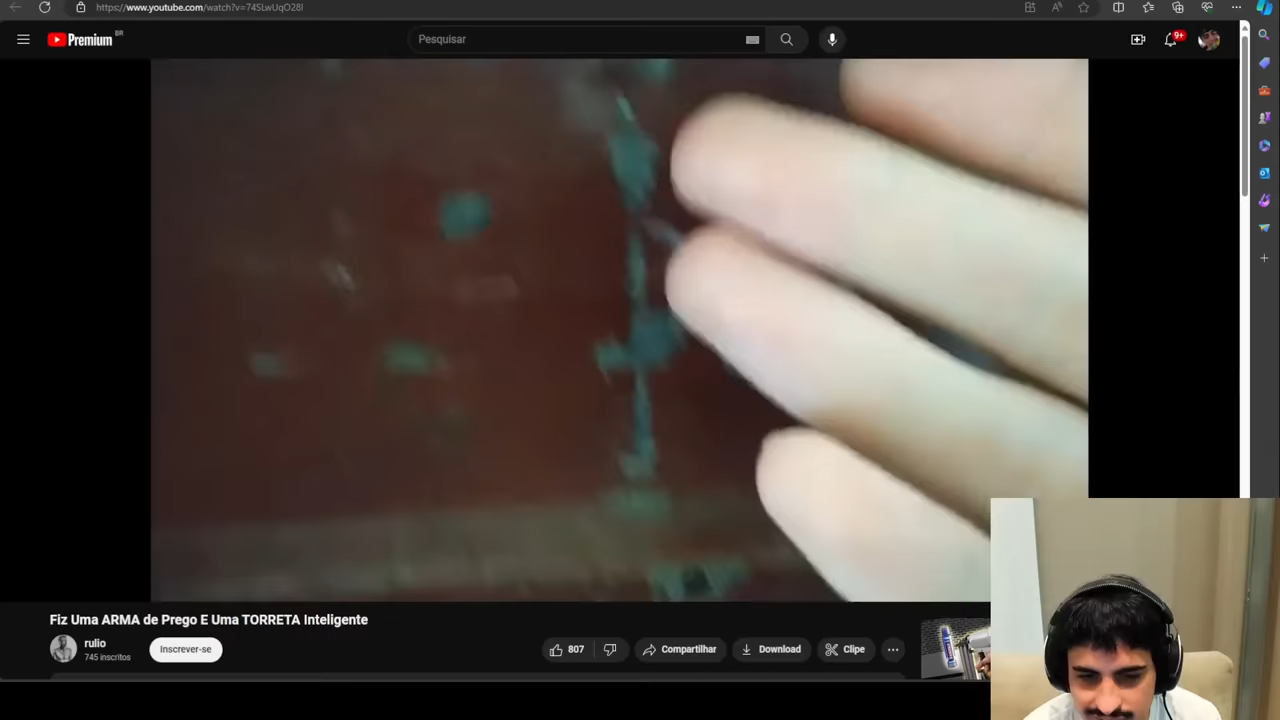 https://www.youtube.com/watch?v=74SLwUqO28I
Premium BR
Pesquisar
9+
Fiz Uma ARMA de Prego E Uma TORRETA Inteligente
rulio
745 inscritos
Inscrever-se
807
Compartilhar
Download
Clipe